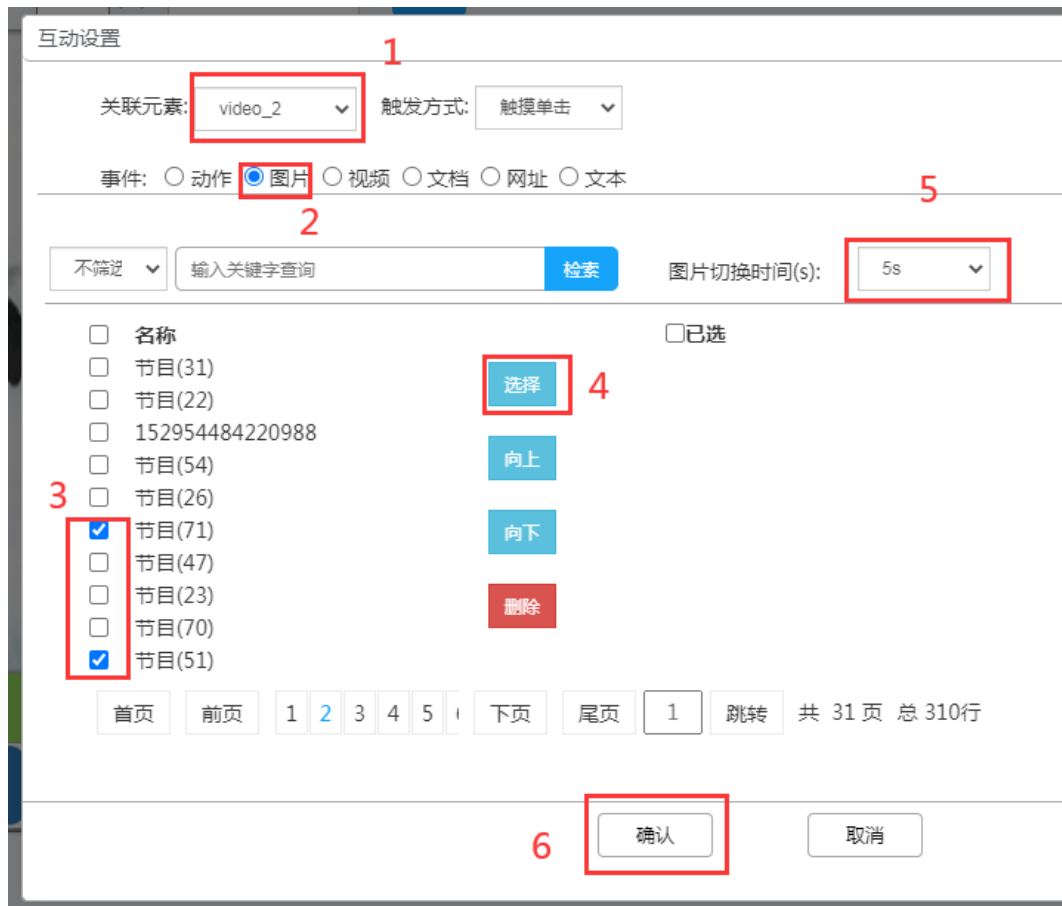 互动设置
1
关联元素: video_2 触发方式: 触摸单击
事件: 动作 图片 视频 文档 网址 文本
2
5
不筛选 输入关键字查询 检索 图片切换时间(s): 5s
名称 已选
节目(31)
选择 4
节目(22)
152954484220988
向上
节目(54)
3 节目(26)
节目(71)
向下
节目(47)
节目(23)
删除
节目(70)
节目(51)
首页 前页 1 2 3 4 5 下页 尾页 1 跳转 共 31 页 总 310行
6 确认 取消